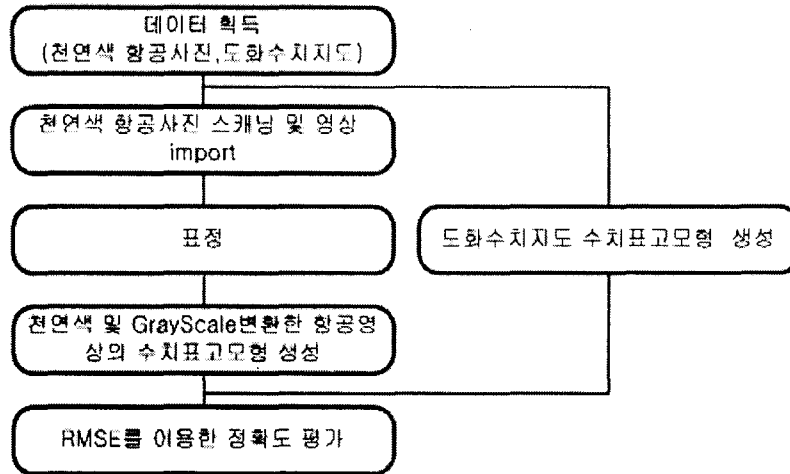 데이터 획득
(천연색 항공사진,도화수치지도)
천연색 항공사진 스캐닝 및 영상
import
표정
도화수치지도 수치표고모형 생성
천연색 및 GrayScale변환한 항공영
상의 수치표고모형 생성
RMSE를 이용한 정확도 평가